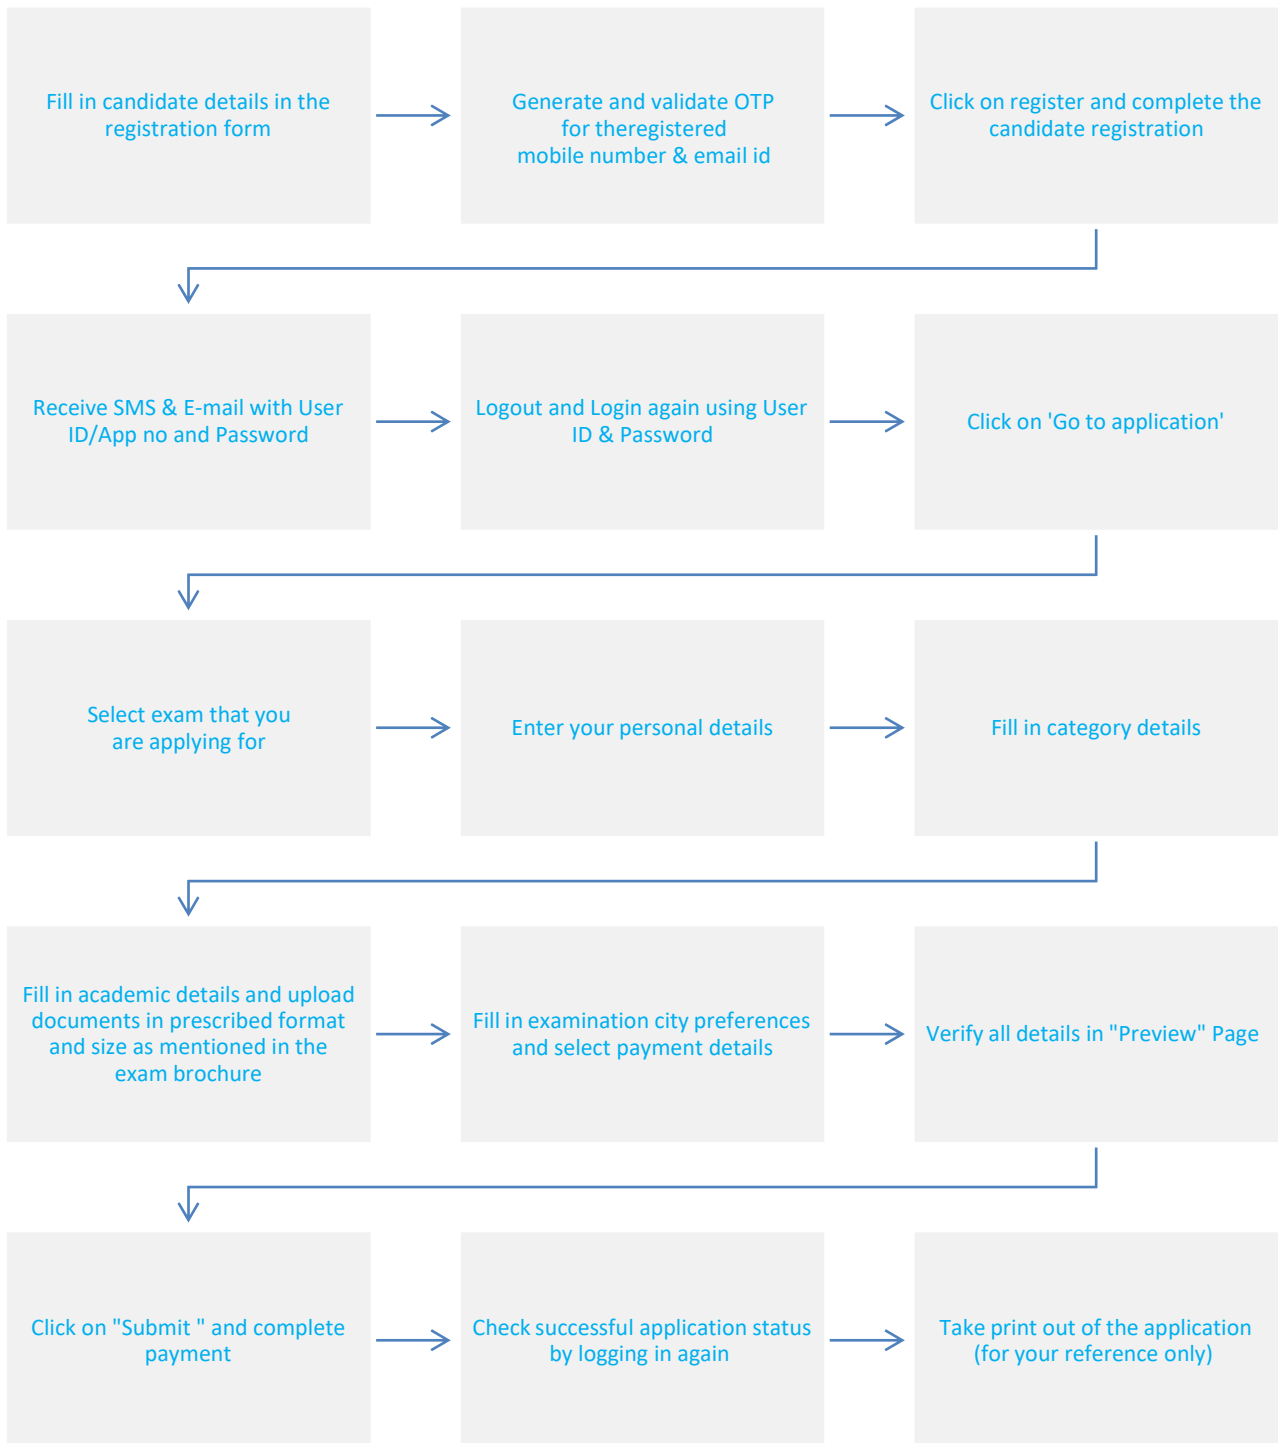 Fill in candidate details in the
registration form
Generate and validate OTP
for theregistered
mobile number & email id
Click on register and complete the
candidate registration
Receive SMS & E-mail with User
ID/App no and Password
Logout and Login again using User
ID & Password
Click on 'Go to application'
Select exam that you
are applying for
Enter your personal details
Fill in category details
Fill in academic details and upload
documents in prescribed format
and size as mentioned in the
exam brochure
Fill in examination city preferences
and select payment details
Verify all details in "Preview" Page
Click on "Submit " and complete
payment
Check successful application status
by logging in again
Take print out of the application
(for your reference only)